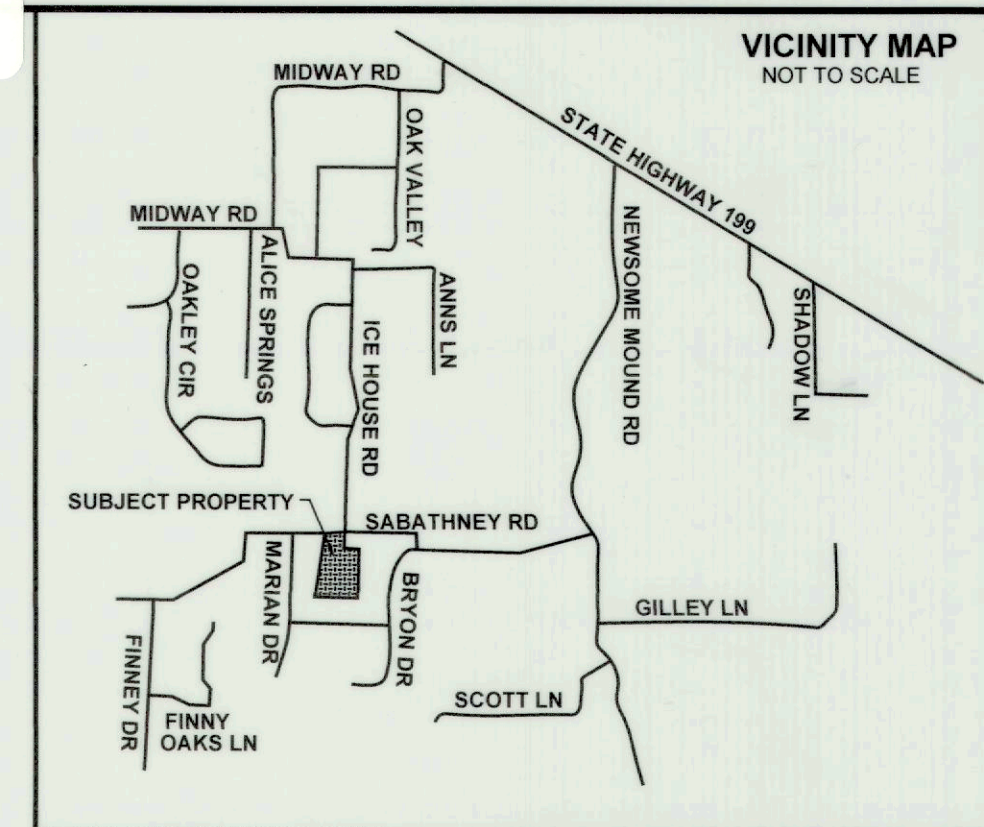 VICINITY MAP
NOT TO SCALE
MIDWAY RD
OAK VALLEY
STATE HIGHWAY 199
MIDWAY RD
ALICE SPRINGS
OAKLEY CIR
ANNS LN
ICE HOUSE RD
NEWSOME MOUND RD
SHADOW LN
SUBJECT PROPERTY
SABATHNEY RD
MARIAN DR
BRYON DR
GILLEY LN
FINNEY DR
FINNY
OAKS LN
SCOTT LN